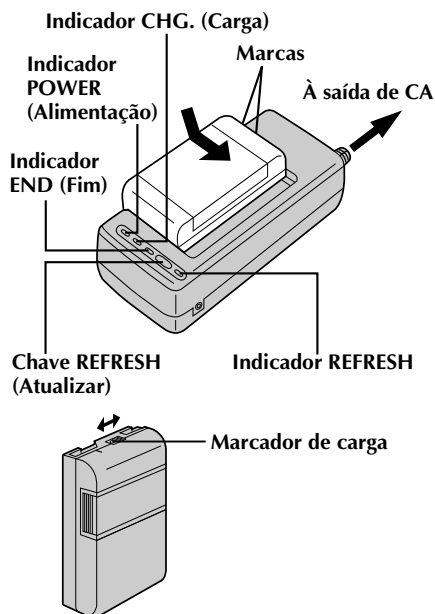 Indicador CHG. (Carga)
Indicador
POWER
(Alimentação)
Marcas
À saída de CA
Indicador
END (Fim)
Chave REFRESH
(Atualizar)
Indicador REFRESH
Marcador de carga